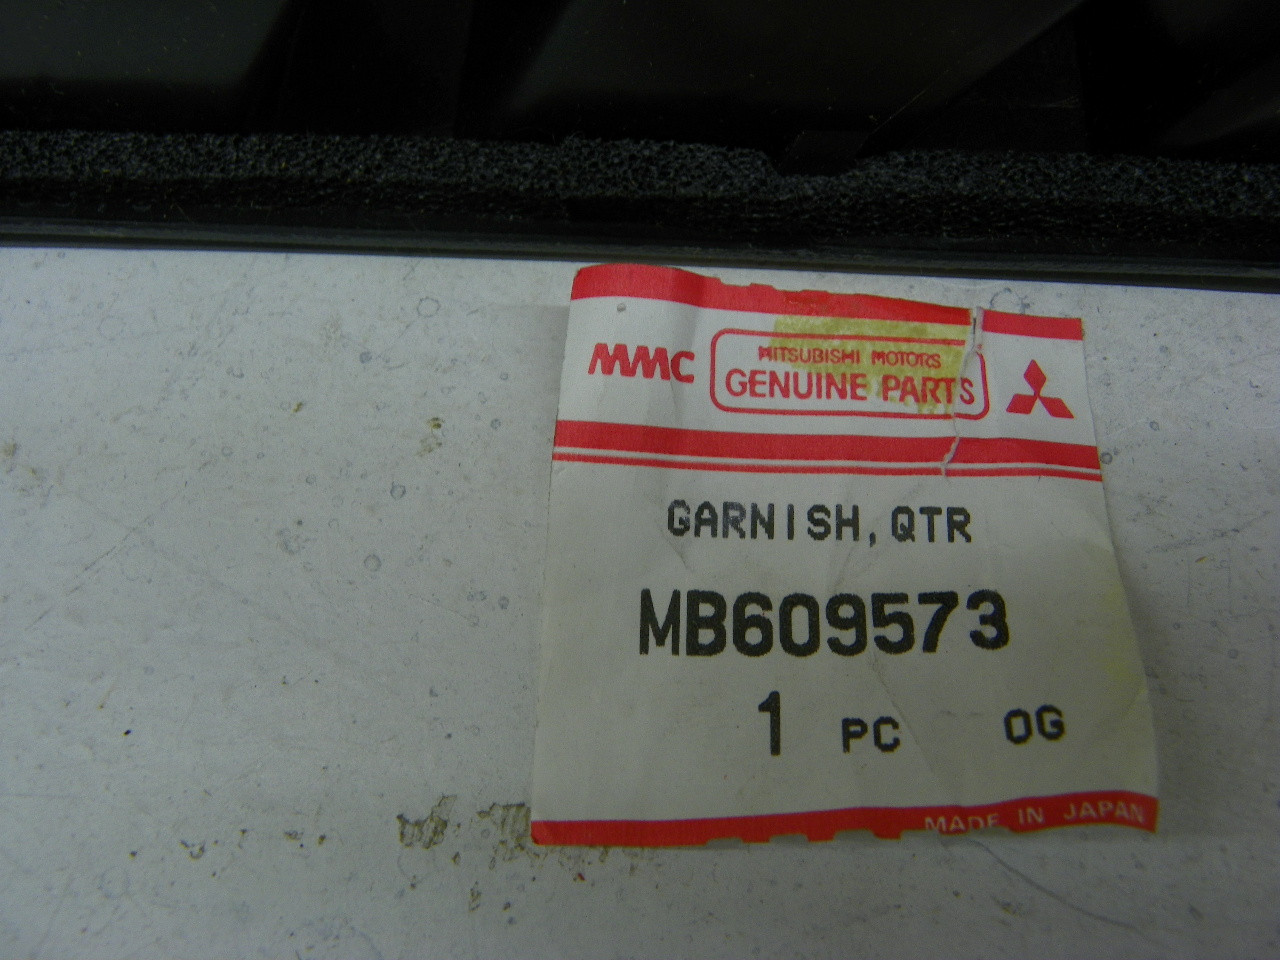 MMC
MITSUBISHI MOTORS
GENUINE PARTS
GARNISH, QTR
MB609573
1 PC OG
MADE IN JAPAN